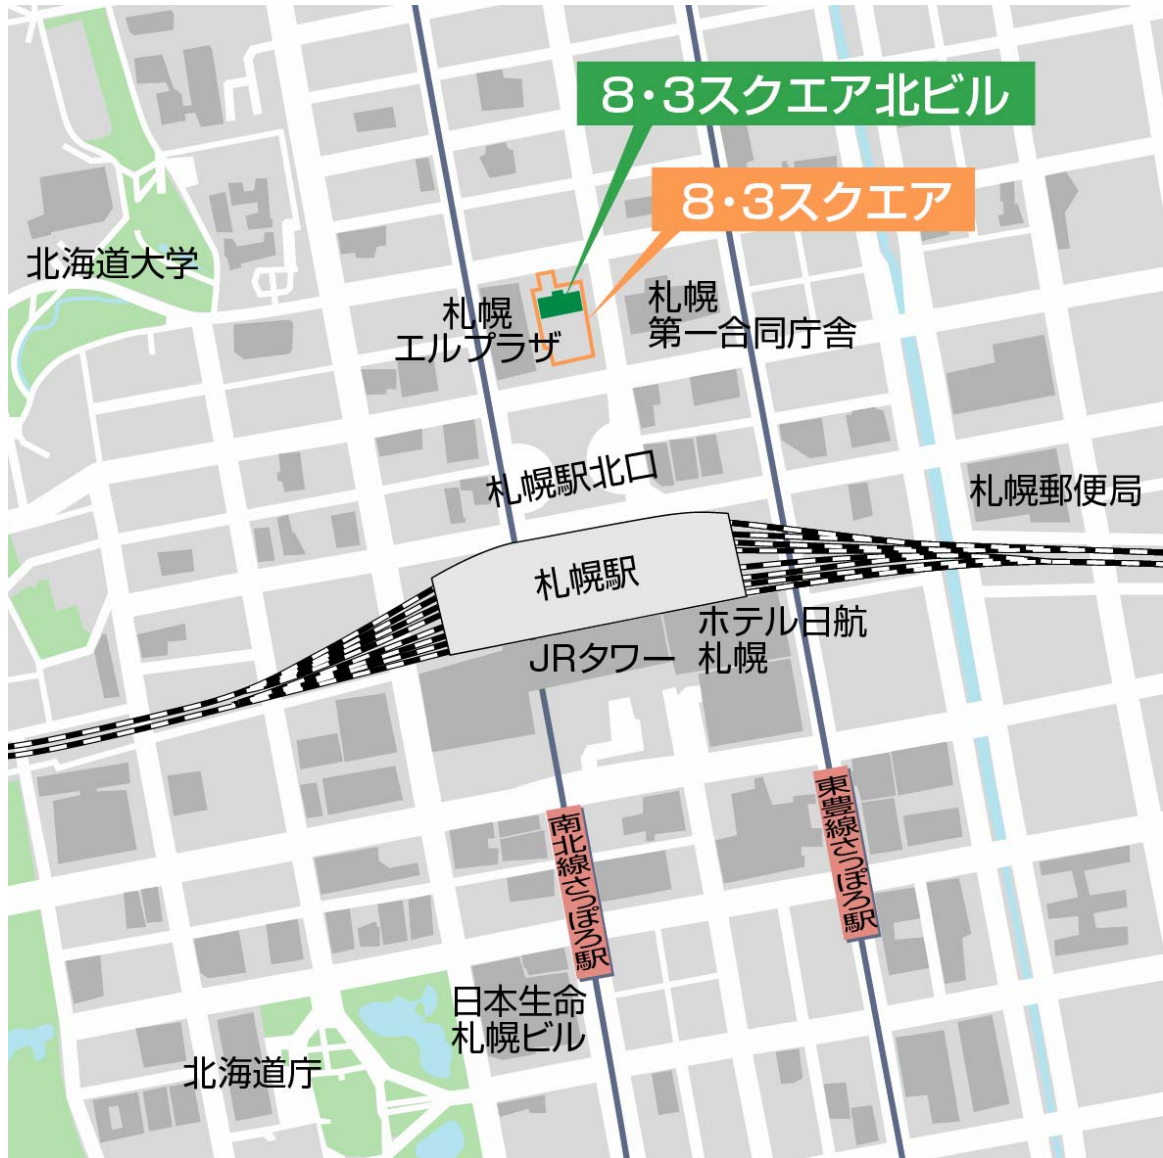 8・3スクエア北ビル
8・3スクエア
北海道大学
札幌
エルプラザ
札幌
第一合同庁舎
札幌駅北口
札幌郵便局
札幌駅
ホテル日航
札幌
JRタワー
東豊線さっぽろ駅
南北線さっぽろ駅
日本生命
札幌ビル
北海道庁